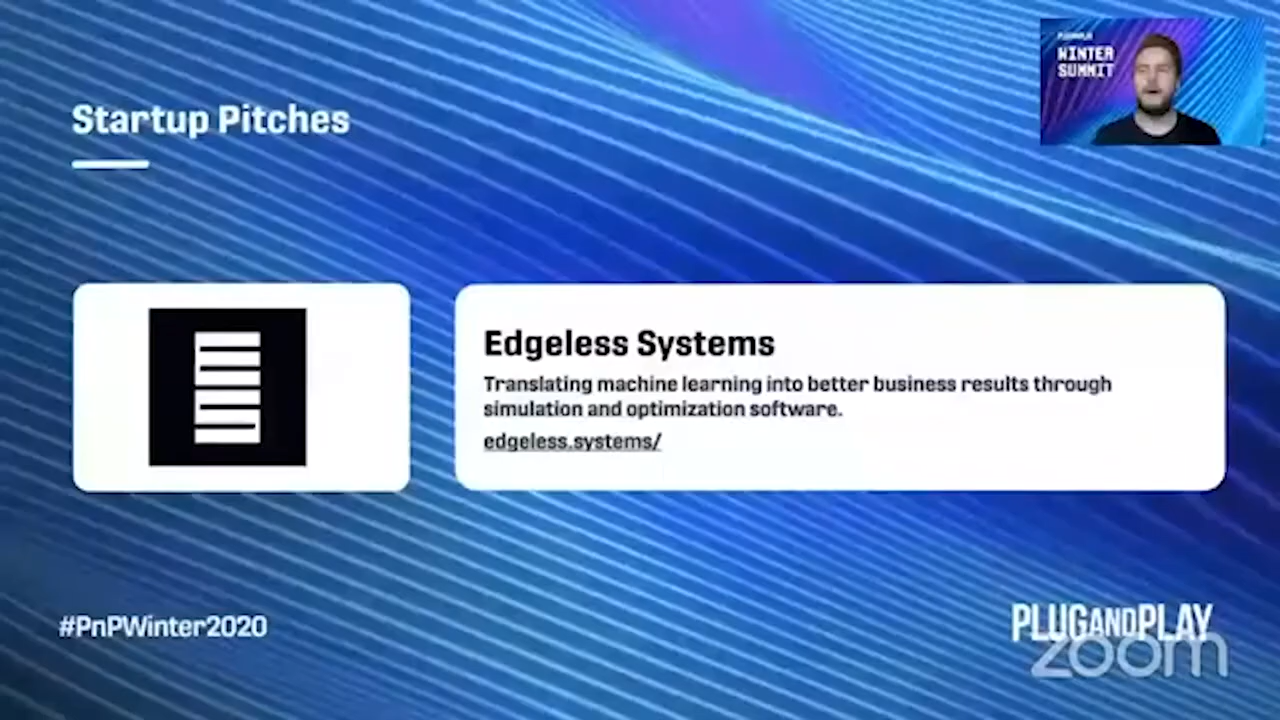 WINTER
SUMMIT
Startup Pitches
Edgeless Systems
Translating machine learning into better business results through
simulation and optimization software.
edgeless.systems/
#PnPWinter2020
PLUGANDPLAY
zoom